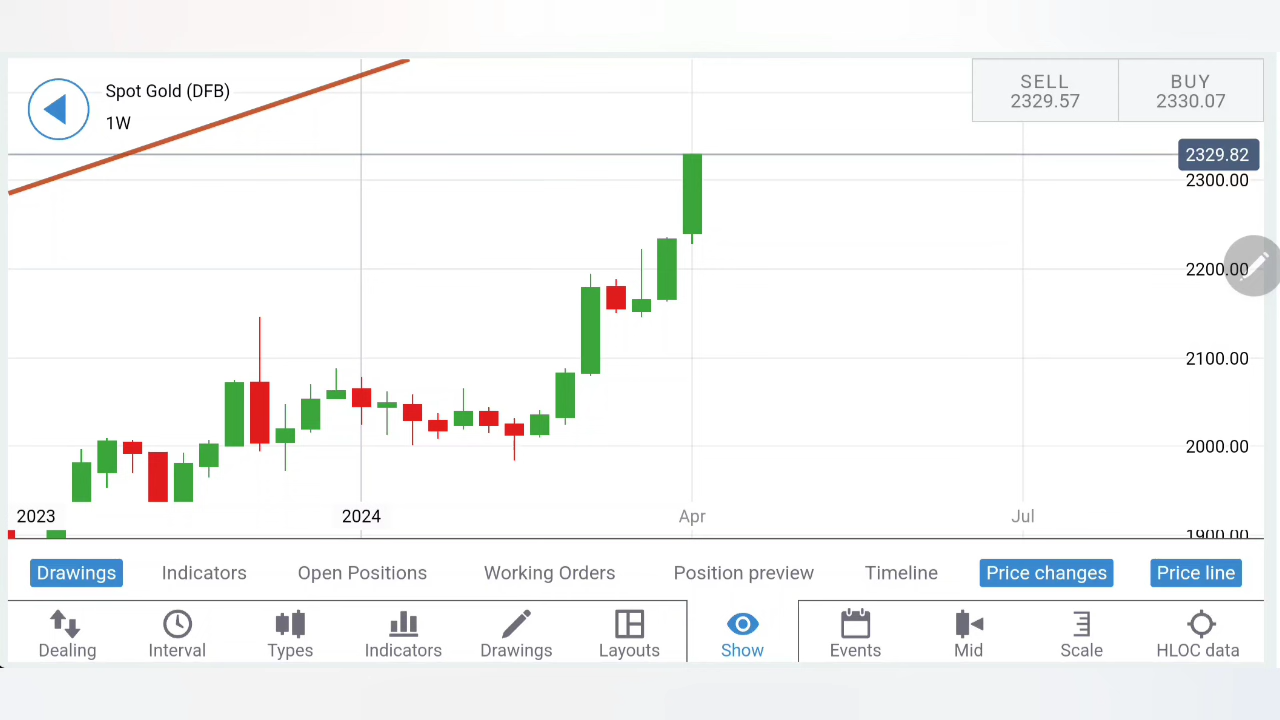 Spot Gold (DFB)
1W
SELL
2329.57
BUY
2330.07
2329.82
2300.00
2200.00
2100.00
2000.00
1900.00
2023
2024
Apr
Jul
Drawings
Indicators
Open Positions
Working Orders
Position preview
Timeline
Price changes
Price line
Dealing
Interval
Types
Indicators
Drawings
Layouts
Show
Events
Mid
Scale
HLOC data